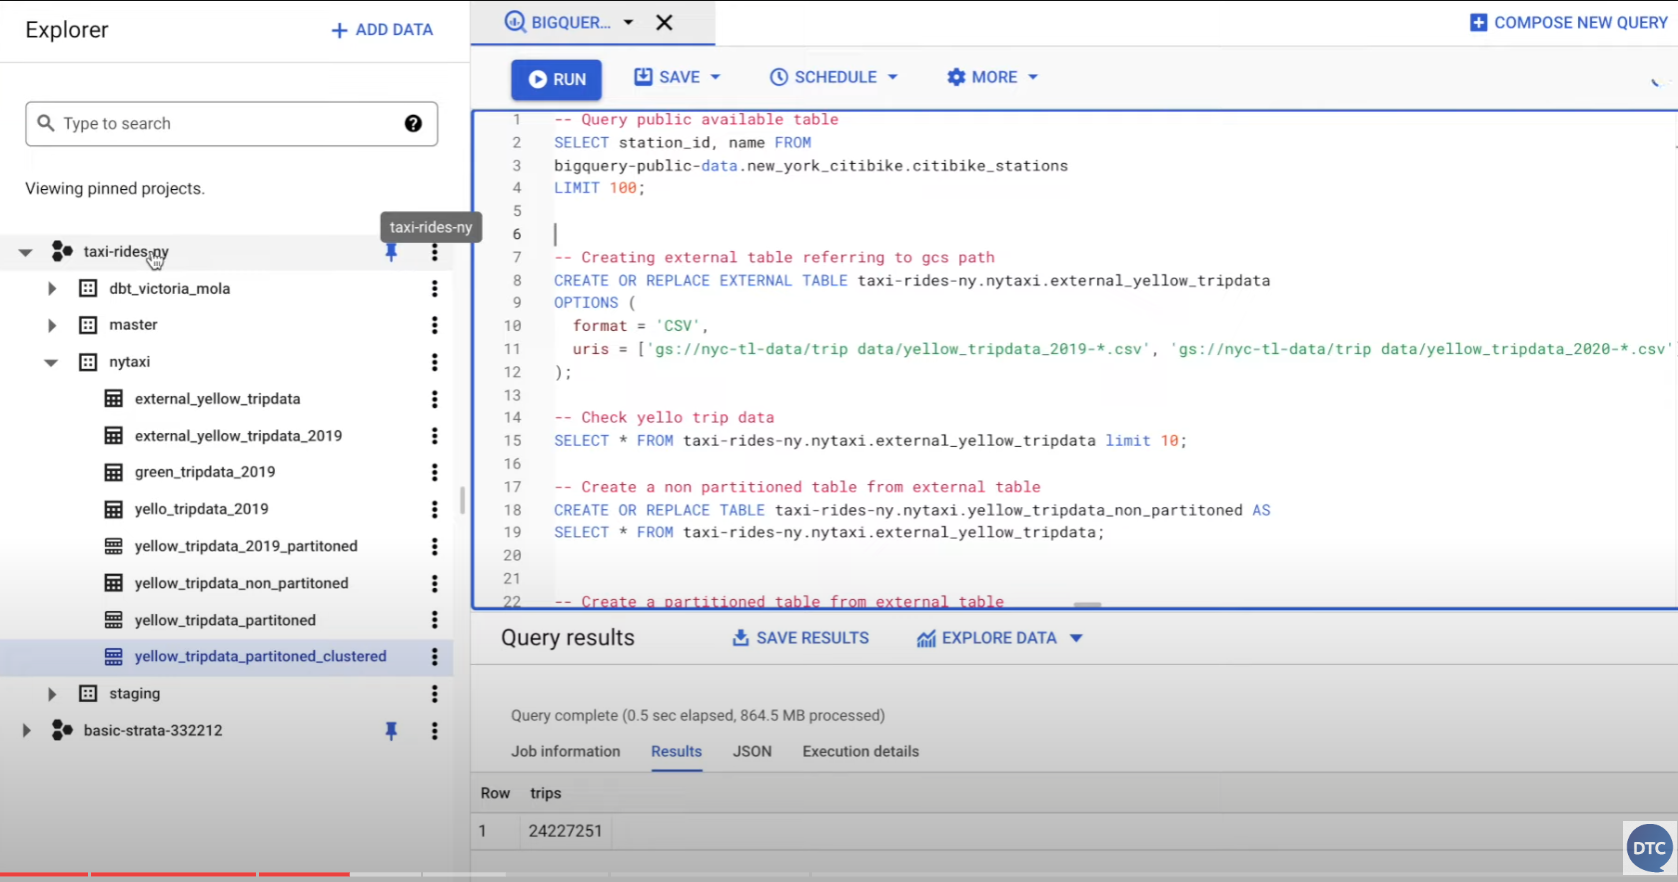 Explorer
ADD DATA
Type to search
Viewing pinned projects.
taxi-rides-ny
taxi-rides-ny
dbt_victoria_mola
master
nytaxi
external_yellow_tripdata
external_yellow_tripdata_2019
green_tripdata_2019
yello_tripdata_2019
yellow_tripdata_2019_partitoned
yellow_tripdata_non_partitoned
yellow_tripdata_partitoned
yellow_tripdata_partitoned_clustered
staging
basic-strata-332212
BIGQUER...
COMPOSE NEW QUERY
RUN SAVE SCHEDULE MORE
1 -- Query public available table
2 SELECT station_id, name FROM
3 bigquery-public-data.new_york_citibike.citibike_stations
4 LIMIT 100;
5
6
7 -- Creating external table referring to gcs path
8 CREATE OR REPLACE EXTERNAL TABLE taxi-rides-ny.nytaxi.external_yellow_tripdata
9 OPTIONS (
10 format = 'CSV',
11 uris = ['gs://nyc-tl-data/trip data/yellow_tripdata_2019-*.csv', 'gs://nyc-tl-data/trip data/yellow_tripdata_2020-*.csv'
12 );
13
14 -- Check yello trip data
15 SELECT * FROM taxi-rides-ny.nytaxi.external_yellow_tripdata limit 10;
16
17 -- Create a non partitioned table from external table
18 CREATE OR REPLACE TABLE taxi-rides-ny.nytaxi.yellow_tripdata_non_partitoned AS
19 SELECT * FROM taxi-rides-ny.nytaxi.external_yellow_tripdata;
20
21
22 -- Create a partitioned table from external table
Query results SAVE RESULTS EXPLORE DATA
Query complete (0.5 sec elapsed, 864.5 MB processed)
Job information Results JSON Execution details
Row trips
1 24227251
DTC